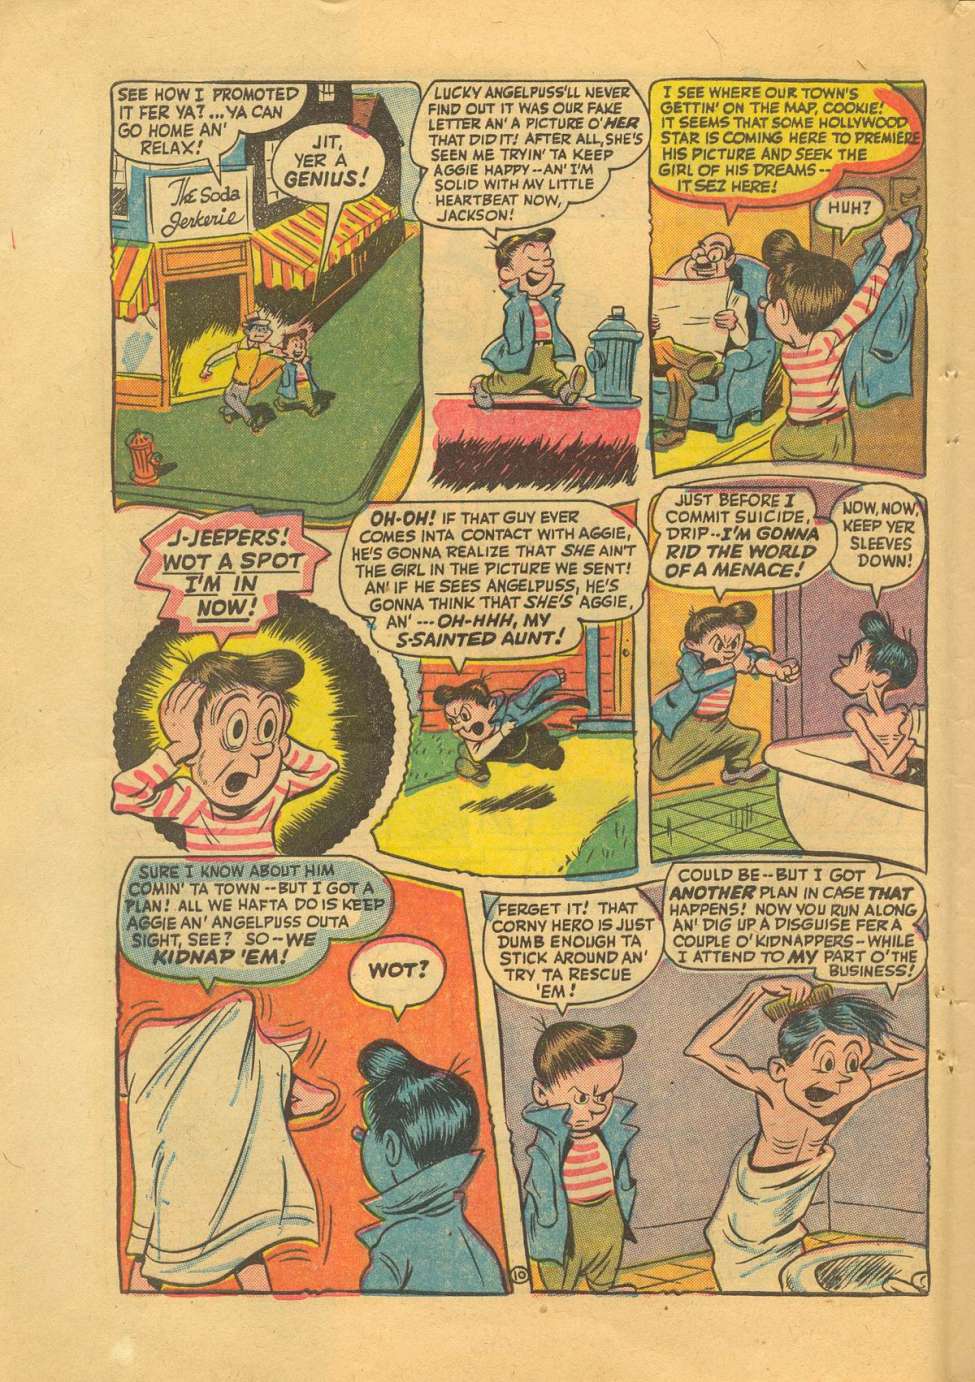 SEE HOW I PROMOTED
IT FER YA? ...YA CAN
GO HOME AN'
RELAX!
JIT,
YER A
GENIUS!
The Soda
Jerkerie
LUCKY ANGELPUSS'LL NEVER
FIND OUT IT WAS OUR FAKE
LETTER AN' A PICTURE O' HER
THAT DID IT! AFTER ALL, SHE'S
SEEN ME TRYIN' TA KEEP
AGGIE HAPPY--AN' I'M
SOLID WITH MY LITTLE
HEARTBEAT NOW,
JACKSON!
I SEE WHERE OUR TOWN'S
GETTIN' ON THE MAP, COOKIE!
IT SEEMS THAT SOME HOLLYWOOD
STAR IS COMING HERE TO PREMIERE
HIS PICTURE AND SEEK THE
GIRL OF HIS DREAMS--
IT SEZ HERE!
HUH?
J-JEEPERS!
WOT A SPOT
I'M IN
NOW!
OH-OH! IF THAT GUY EVER
COMES INTA CONTACT WITH AGGIE,
HE'S GONNA REALIZE THAT SHE AIN'T
THE GIRL IN THE PICTURE WE SENT!
AN' IF HE SEES ANGELPUSS, HE'S
GONNA THINK THAT SHE'S AGGIE,
AN' --- OH-HHH, MY
S-SAINTED AUNT!
JUST BEFORE I
COMMIT SUICIDE,
DRIP--I'M GONNA
RID THE WORLD
OF A MENACE!
NOW, NOW,
KEEP YER
SLEEVES
DOWN!
SURE I KNOW ABOUT HIM
COMIN' TA TOWN--BUT I GOT A
PLAN! ALL WE HAFTA DO IS KEEP
AGGIE AN' ANGELPUSS OUTA
SIGHT, SEE? SO--WE
KIDNAP 'EM!
WOT?
FERGET IT! THAT
CORNY HERO IS JUST
DUMB ENOUGH TA
STICK AROUND AN'
TRY TA RESCUE
'EM!
COULD BE--BUT I GOT
ANOTHER PLAN IN CASE THAT
HAPPENS! NOW YOU RUN ALONG
AN' DIG UP A DISGUISE FER A
COUPLE O' KIDNAPPERS--WHILE
I ATTEND TO MY PART O' THE
BUSINESS!
10